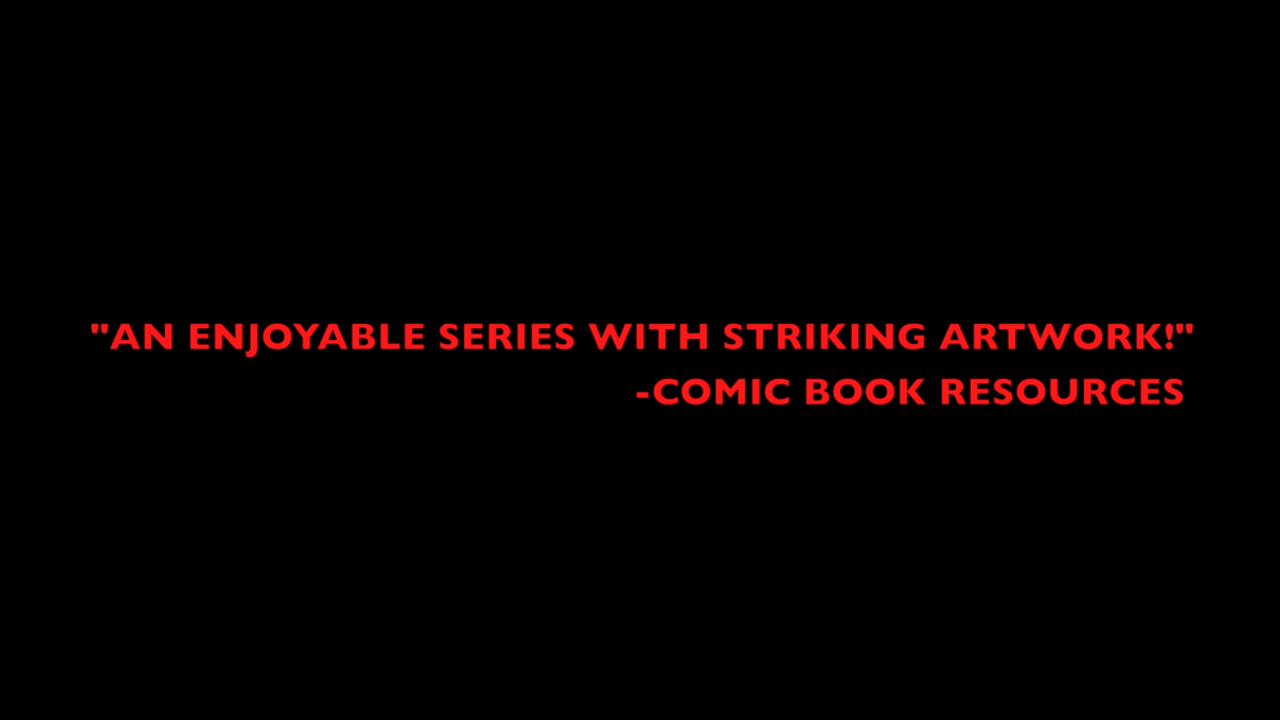 "AN ENJOYABLE SERIES WITH STRIKING ARTWORK!"
-COMIC BOOK RESOURCES